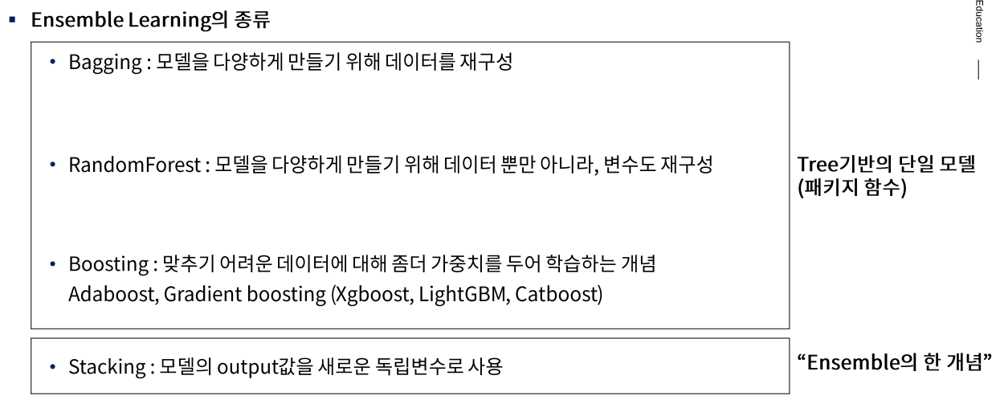 Ensemble Learning의 종류
Education
Bagging : 모델을 다양하게 만들기 위해 데이터를 재구성
RandomForest : 모델을 다양하게 만들기 위해 데이터 뿐만 아니라, 변수도 재구성
Tree기반의 단일 모델
(패키지 함수)
Boosting : 맞추기 어려운 데이터에 대해 좀더 가중치를 두어 학습하는 개념
Adaboost, Gradient boosting (Xgboost, LightGBM, Catboost)
Stacking : 모델의 output값을 새로운 독립변수로 사용
“Ensemble의 한 개념”